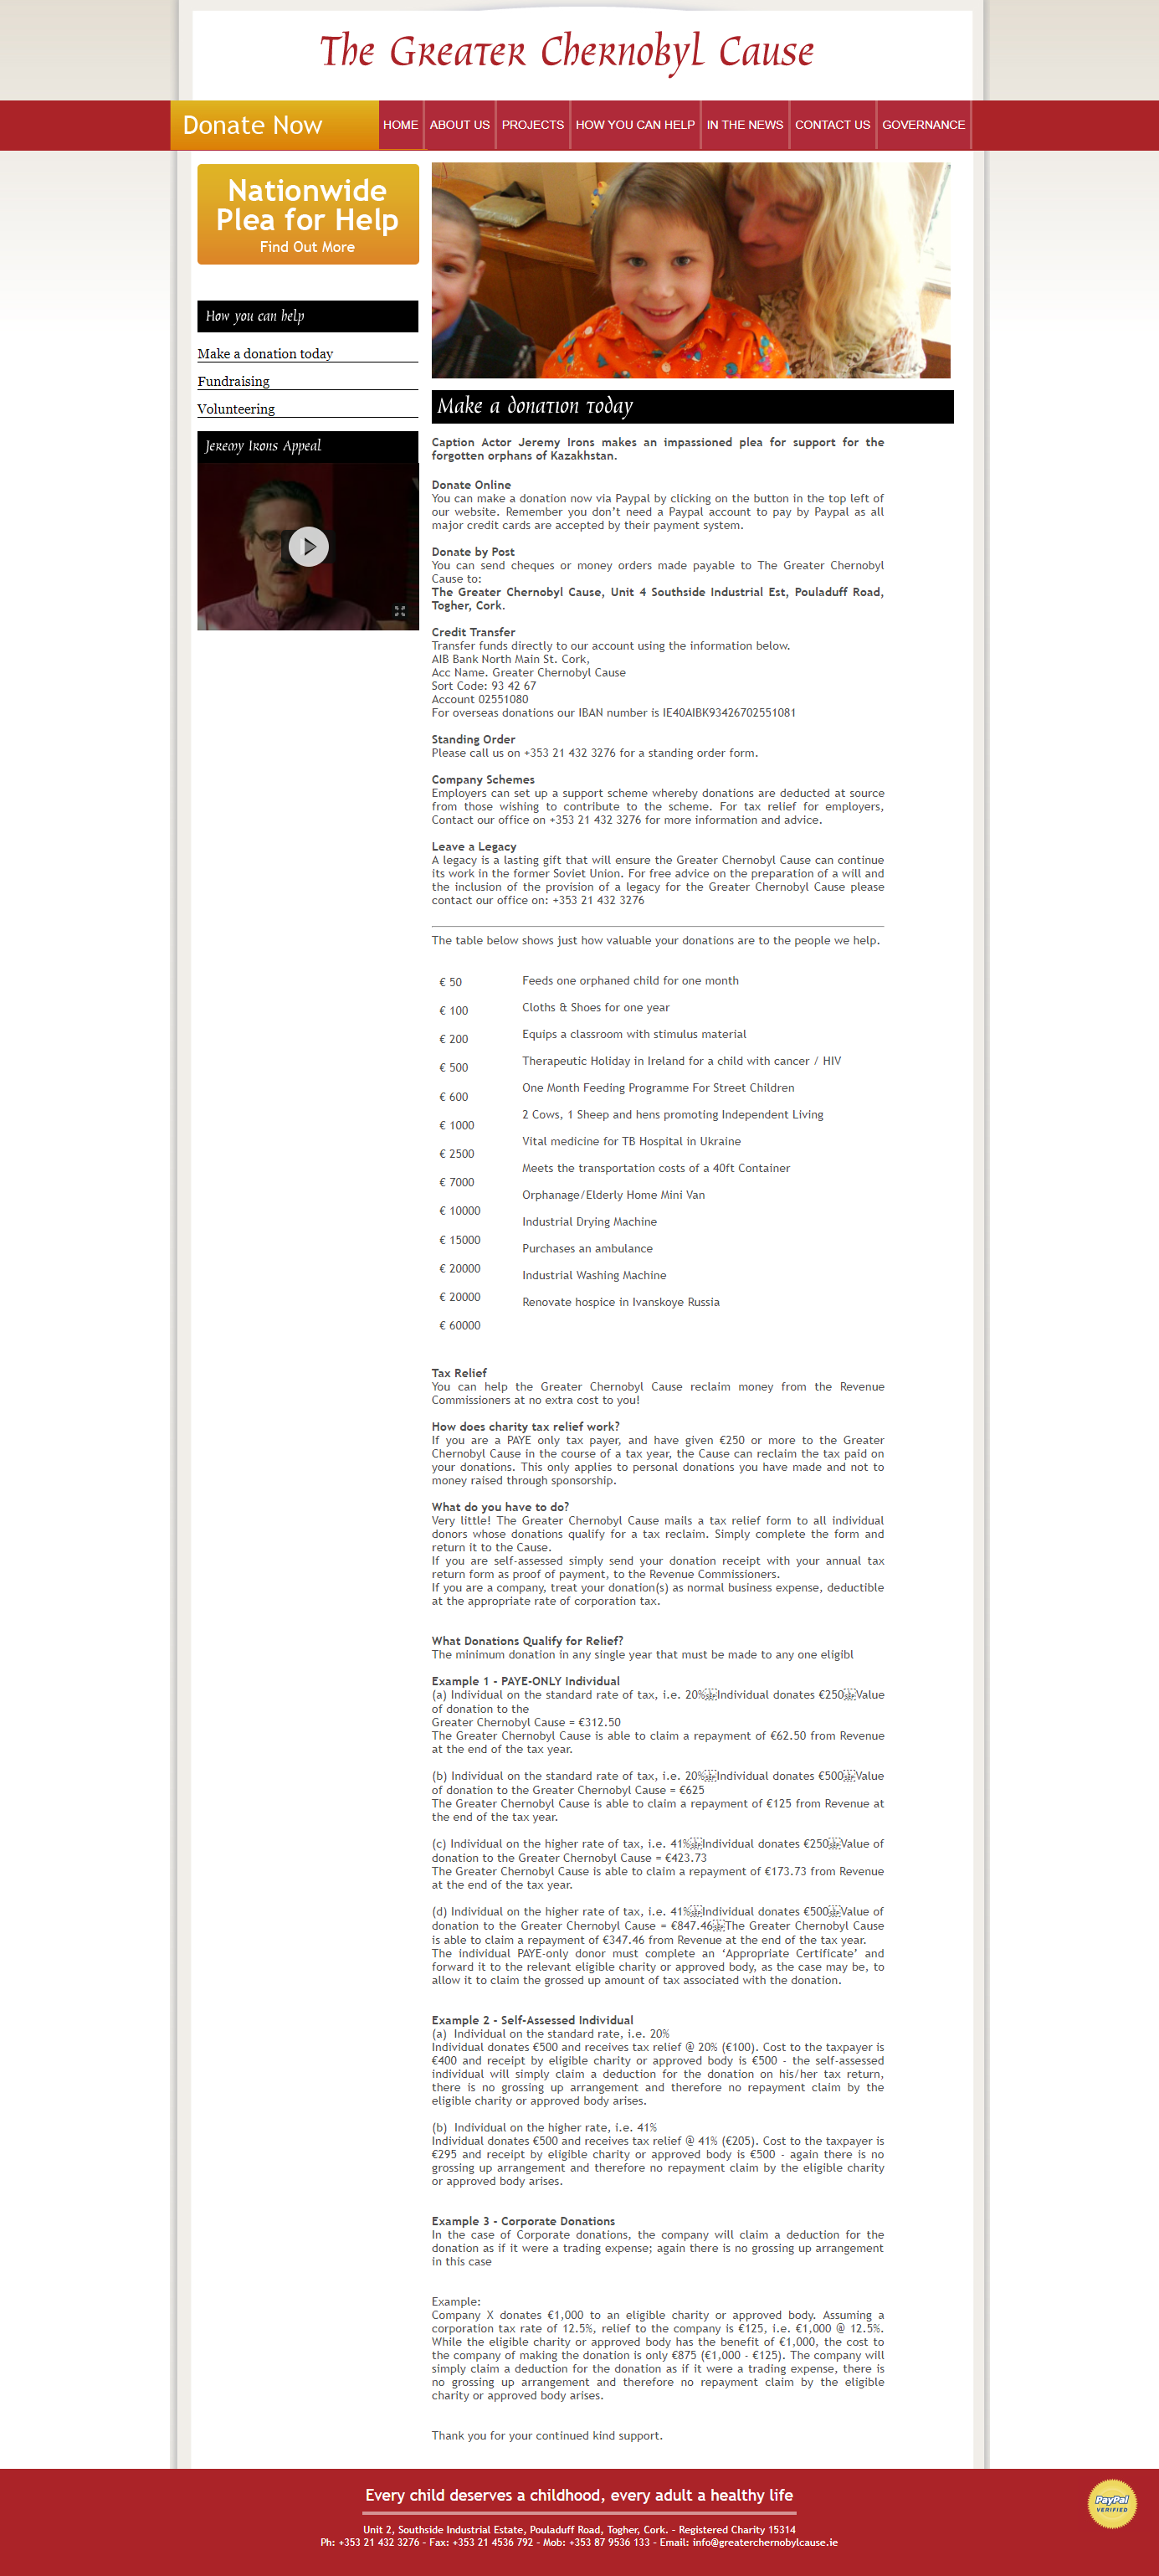 The Greater Chernobyl Cause
Donate Now
HOME
ABOUT US
PROJECTS
HOW YOU CAN HELP
IN THE NEWS
CONTACT US
GOVERNANCE
Nationwide
Plea for Help
Find Out More
How you can help
Make a donation today
Fundraising
Volunteering
Jeremy Irons Appeal
Make a donation today
Caption Actor Jeremy Irons makes an impassioned plea for support for the
forgotten orphans of Kazakhstan.
Donate Online
You can make a donation now via Paypal by clicking on the button in the top left of
our website. Remember you don’t need a Paypal account to pay by Paypal as all
major credit cards are accepted by their payment system.
Donate by Post
You can send cheques or money orders made payable to The Greater Chernobyl
Cause to:
The Greater Chernobyl Cause, Unit 4 Southside Industrial Est, Pouladuff Road,
Togher, Cork.
Credit Transfer
Transfer funds directly to our account using the information below.
AIB Bank North Main St. Cork,
Acc Name. Greater Chernobyl Cause
Sort Code: 93 42 67
Account 02551080
For overseas donations our IBAN number is IE40AIBK93426702551081
Standing Order
Please call us on +353 21 432 3276 for a standing order form.
Company Schemes
Employers can set up a support scheme whereby donations are deducted at source
from those wishing to contribute to the scheme. For tax relief for employers,
Contact our office on +353 21 432 3276 for more information and advice.
Leave a Legacy
A legacy is a lasting gift that will ensure the Greater Chernobyl Cause can continue
its work in the former Soviet Union. For free advice on the preparation of a will and
the inclusion of the provision of a legacy for the Greater Chernobyl Cause please
contact our office on: +353 21 432 3276
The table below shows just how valuable your donations are to the people we help.
€ 50
€ 100
€ 200
€ 500
€ 600
€ 1000
€ 2500
€ 7000
€ 10000
€ 15000
€ 20000
€ 20000
€ 60000
Feeds one orphaned child for one month
Cloths & Shoes for one year
Equips a classroom with stimulus material
Therapeutic Holiday in Ireland for a child with cancer / HIV
One Month Feeding Programme For Street Children
2 Cows, 1 Sheep and hens promoting Independent Living
Vital medicine for TB Hospital in Ukraine
Meets the transportation costs of a 40ft Container
Orphanage/Elderly Home Mini Van
Industrial Drying Machine
Purchases an ambulance
Industrial Washing Machine
Renovate hospice in Ivanskoye Russia
Tax Relief
You can help the Greater Chernobyl Cause reclaim money from the Revenue
Commissioners at no extra cost to you!
How does charity tax relief work?
If you are a PAYE only tax payer, and have given €250 or more to the Greater
Chernobyl Cause in the course of a tax year, the Cause can reclaim the tax paid on
your donations. This only applies to personal donations you have made and not to
money raised through sponsorship.
What do you have to do?
Very little! The Greater Chernobyl Cause mails a tax relief form to all individual
donors whose donations qualify for a tax reclaim. Simply complete the form and
return it to the Cause.
If you are self-assessed simply send your donation receipt with your annual tax
return form as proof of payment, to the Revenue Commissioners.
If you are a company, treat your donation(s) as normal business expense, deductible
at the appropriate rate of corporation tax.
What Donations Qualify for Relief?
The minimum donation in any single year that must be made to any one eligibl
Example 1 - PAYE-ONLY Individual
(a) Individual on the standard rate of tax, i.e. 20% Individual donates €250 Value
of donation to the
Greater Chernobyl Cause = €312.50
The Greater Chernobyl Cause is able to claim a repayment of €62.50 from Revenue
at the end of the tax year.
(b) Individual on the standard rate of tax, i.e. 20% Individual donates €500 Value
of donation to the Greater Chernobyl Cause = €625
The Greater Chernobyl Cause is able to claim a repayment of €125 from Revenue at
the end of the tax year.
(c) Individual on the higher rate of tax, i.e. 41% Individual donates €250 Value of
donation to the Greater Chernobyl Cause = €423.73
The Greater Chernobyl Cause is able to claim a repayment of €173.73 from Revenue
at the end of the tax year.
(d) Individual on the higher rate of tax, i.e. 41% Individual donates €500 Value of
donation to the Greater Chernobyl Cause = €847.46 The Greater Chernobyl Cause
is able to claim a repayment of €347.46 from Revenue at the end of the tax year.
The individual PAYE-only donor must complete an ‘Appropriate Certificate’ and
forward it to the relevant eligible charity or approved body, as the case may be, to
allow it to claim the grossed up amount of tax associated with the donation.
Example 2 - Self-Assessed Individual
(a) Individual on the standard rate, i.e. 20%
Individual donates €500 and receives tax relief @ 20% (€100). Cost to the taxpayer is
€400 and receipt by eligible charity or approved body is €500 - the self-assessed
individual will simply claim a deduction for the donation on his/her tax return,
there is no grossing up arrangement and therefore no repayment claim by the
eligible charity or approved body arises.
(b) Individual on the higher rate, i.e. 41%
Individual donates €500 and receives tax relief @ 41% (€205). Cost to the taxpayer is
€295 and receipt by eligible charity or approved body is €500 - again there is no
grossing up arrangement and therefore no repayment claim by the eligible charity
or approved body arises.
Example 3 - Corporate Donations
In the case of Corporate donations, the company will claim a deduction for the
donation as if it were a trading expense; again there is no grossing up arrangement
in this case
Example:
Company X donates €1,000 to an eligible charity or approved body. Assuming a
corporation tax rate of 12.5%, relief to the company is €125, i.e. €1,000 @ 12.5%.
While the eligible charity or approved body has the benefit of €1,000, the cost to
the company of making the donation is only €875 (€1,000 - €125). The company will
simply claim a deduction for the donation as if it were a trading expense, there is
no grossing up arrangement and therefore no repayment claim by the eligible
charity or approved body arises.
Thank you for your continued kind support.
Every child deserves a childhood, every adult a healthy life
Unit 2, Southside Industrial Estate, Pouladuff Road, Togher, Cork. - Registered Charity 15314
Ph: +353 21 432 3276 - Fax: +353 21 4536 792 - Mob: +353 87 9536 133 - Email: info@greaterchernobylcause.ie
PayPal
VERIFIED